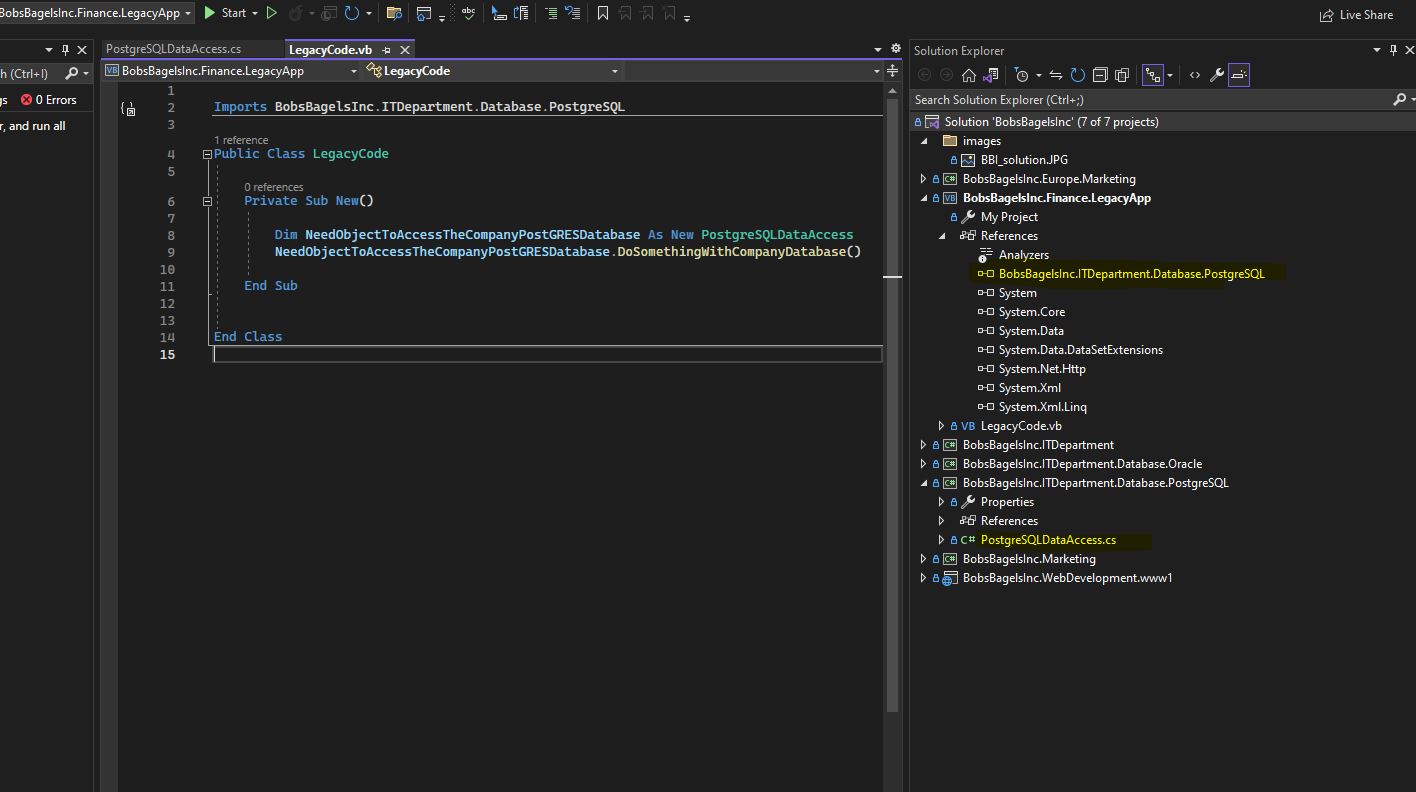 BobsBagelsInc.Finance.LegacyApp
Start
Live Share
h (Ctrl+I)
gs 0 Errors
r, and run all
PostgreSQLDataAccess.cs LegacyCode.vb
BobsBagelsInc.Finance.LegacyApp LegacyCode
1
2 Imports BobsBagelsInc.ITDepartment.Database.PostgreSQL
3
1 reference
4 Public Class LegacyCode
5
0 references
6 Private Sub New()
7
8 Dim NeedObjectToAccessTheCompanyPostGRESDatabase As New PostgreSQLDataAccess
9 NeedObjectToAccessTheCompanyPostGRESDatabase.DoSomethingWithCompanyDatabase()
10
11 End Sub
12
13
14 End Class
15
Solution Explorer
Search Solution Explorer (Ctrl+;)
Solution 'BobsBagelsInc' (7 of 7 projects)
images
BBI_solution.JPG
C# BobsBagelsInc.Europe.Marketing
VB BobsBagelsInc.Finance.LegacyApp
My Project
References
Analyzers
BobsBagelsInc.ITDepartment.Database.PostgreSQL
System
System.Core
System.Data
System.Data.DataSetExtensions
System.Net.Http
System.Xml
System.Xml.Linq
VB LegacyCode.vb
C# BobsBagelsInc.ITDepartment
C# BobsBagelsInc.ITDepartment.Database.Oracle
C# BobsBagelsInc.ITDepartment.Database.PostgreSQL
Properties
References
C# PostgreSQLDataAccess.cs
C# BobsBagelsInc.Marketing
BobsBagelsInc.WebDevelopment.www1